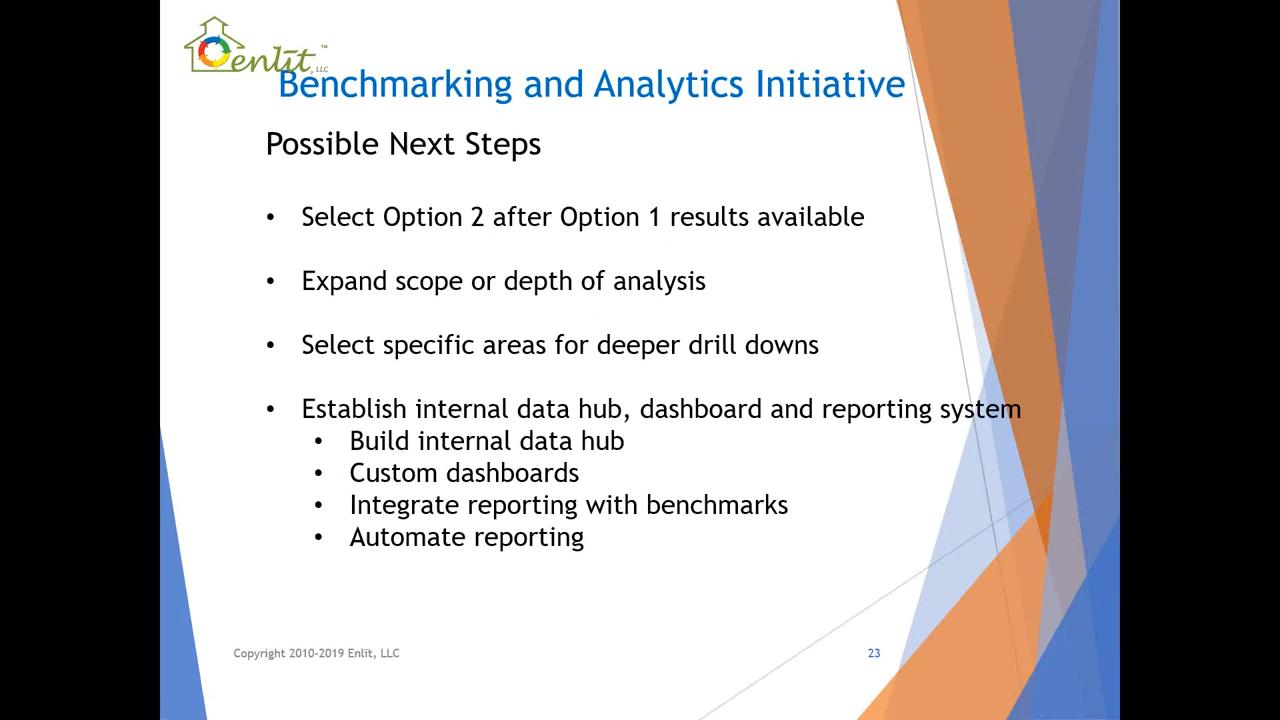 enlīt™, LLC
Benchmarking and Analytics Initiative
Possible Next Steps
• Select Option 2 after Option 1 results available
• Expand scope or depth of analysis
• Select specific areas for deeper drill downs
• Establish internal data hub, dashboard and reporting system
• Build internal data hub
• Custom dashboards
• Integrate reporting with benchmarks
• Automate reporting
Copyright 2010-2019 Enlīt, LLC
23